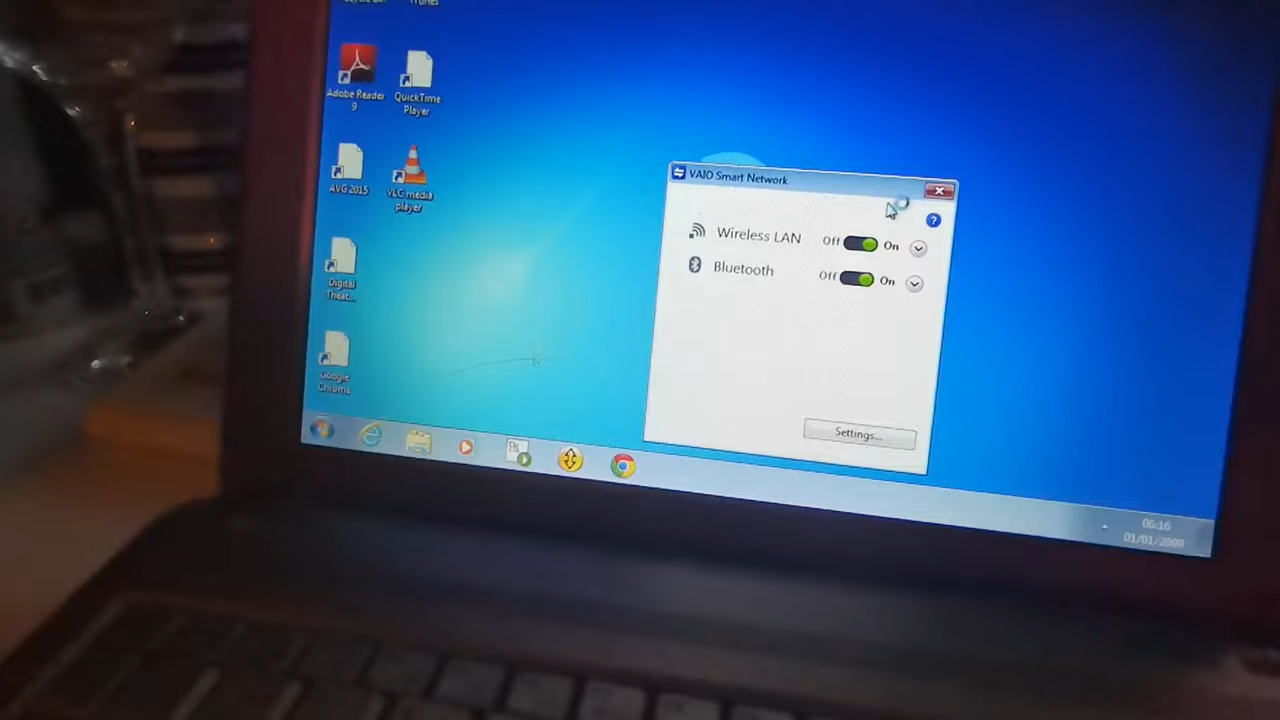 iTunes
Adobe Reader
9
QuickTime
Player
AVG 2015
VLC media
player
Digital
Theat...
Google
Chrome
VAIO Smart Network
Wireless LAN Off On
Bluetooth Off On
Settings...
06:16
01/01/2009